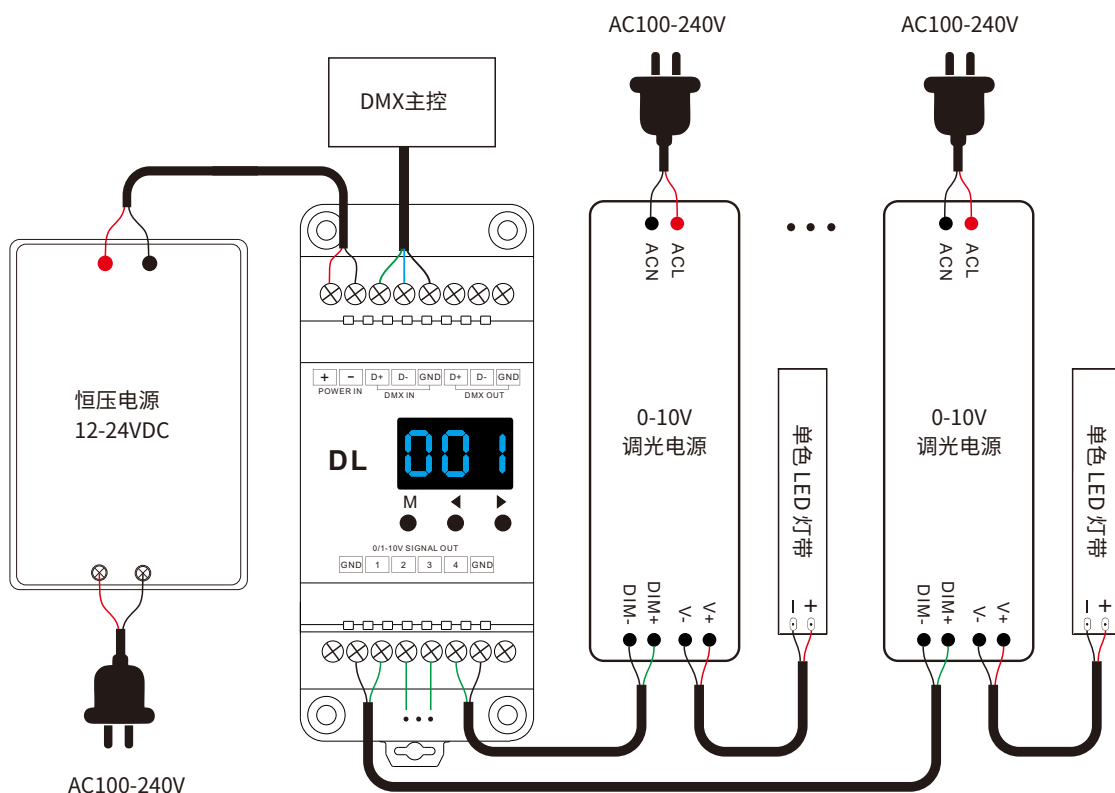 AC100-240V
AC100-240V
DMX主控
ACN
ACL
ACN
ACL
恒压电源
12-24VDC
+ − D+ D- GND D+ D- GND
POWER IN
DMX IN
DMX OUT
DL
001
M
0/1-10V SIGNAL OUT
GND 1 2 3 4 GND
0-10V
调光电源
单色 LED 灯带
− +
DIM-
DIM+
V-
V+
0-10V
调光电源
单色 LED 灯带
− +
DIM-
DIM+
V-
V+
AC100-240V